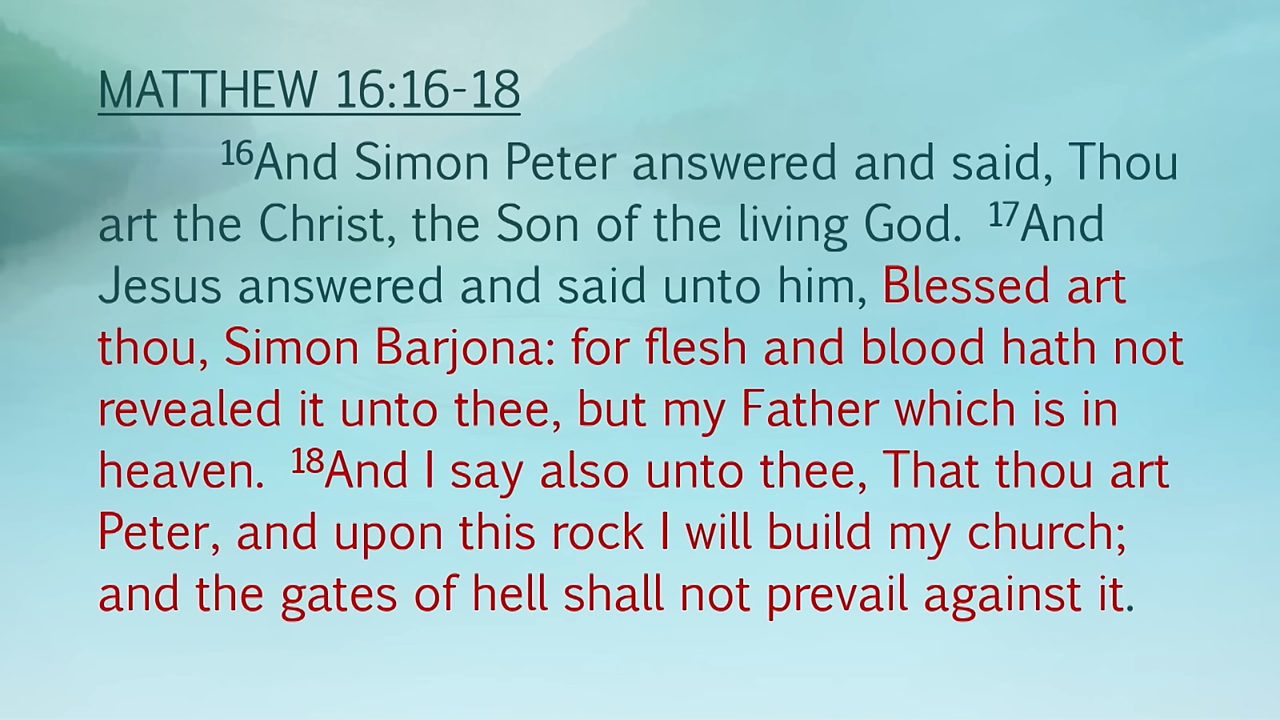 MATTHEW 16:16-18
¹⁶And Simon Peter answered and said, Thou
art the Christ, the Son of the living God. ¹⁷And
Jesus answered and said unto him, Blessed art
thou, Simon Barjona: for flesh and blood hath not
revealed it unto thee, but my Father which is in
heaven. ¹⁸And I say also unto thee, That thou art
Peter, and upon this rock I will build my church;
and the gates of hell shall not prevail against it.